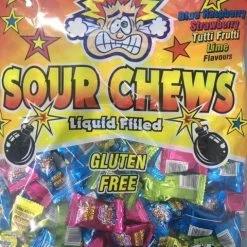 Blue Raspberry
Strawberry
Tutti Frutti
Lime
Flavours
SOUR CHEWS
Liquid Filled
GLUTEN
FREE